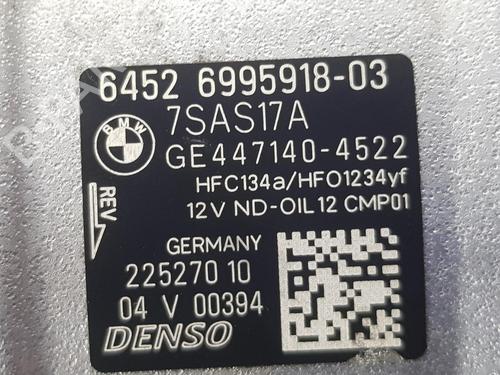 6452 6995918-03
BMW
7SAS17A
GE447140-4522
HFC134a/HFO1234yf
12V ND-OIL12 CMP01
REV
GERMANY
225270 10
04 V 00394
DENSO